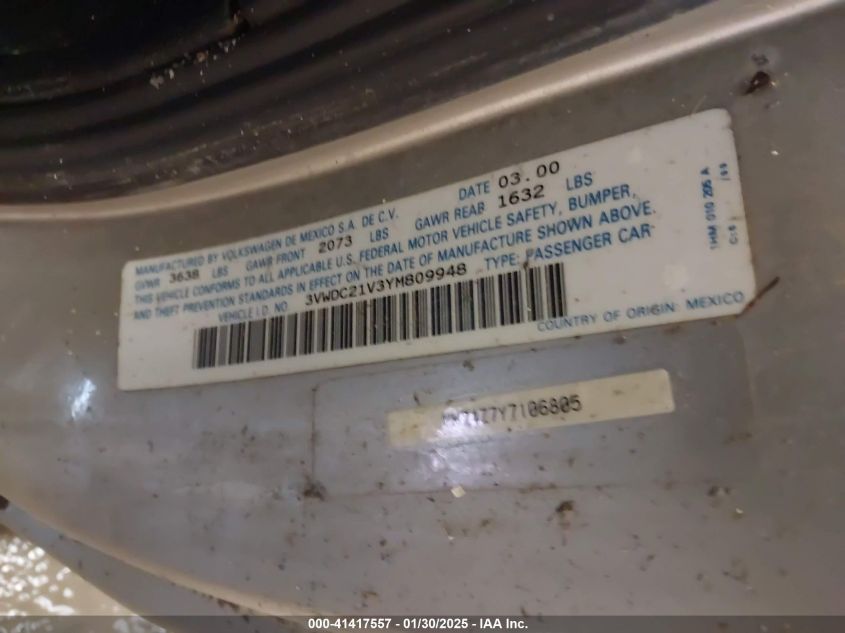 MANUFACTURED BY VOLKSWAGEN DE MEXICO S.A. DE C.V. DATE 03.00
GVWR 3638 LBS GAWR FRONT 2073 LBS GAWR REAR 1632 LBS
THIS VEHICLE CONFORMS TO ALL APPLICABLE U.S. FEDERAL MOTOR VEHICLE SAFETY, BUMPER,
AND THEFT PREVENTION STANDARDS IN EFFECT ON THE DATE OF MANUFACTURE SHOWN ABOVE.
VEHICLE I.D. NO 3VWDC21V3YM809948 TYPE: PASSENGER CAR
COUNTRY OF ORIGIN: MEXICO
1HM 010 205 A
000-41417557 - 01/30/2025 - IAA Inc.